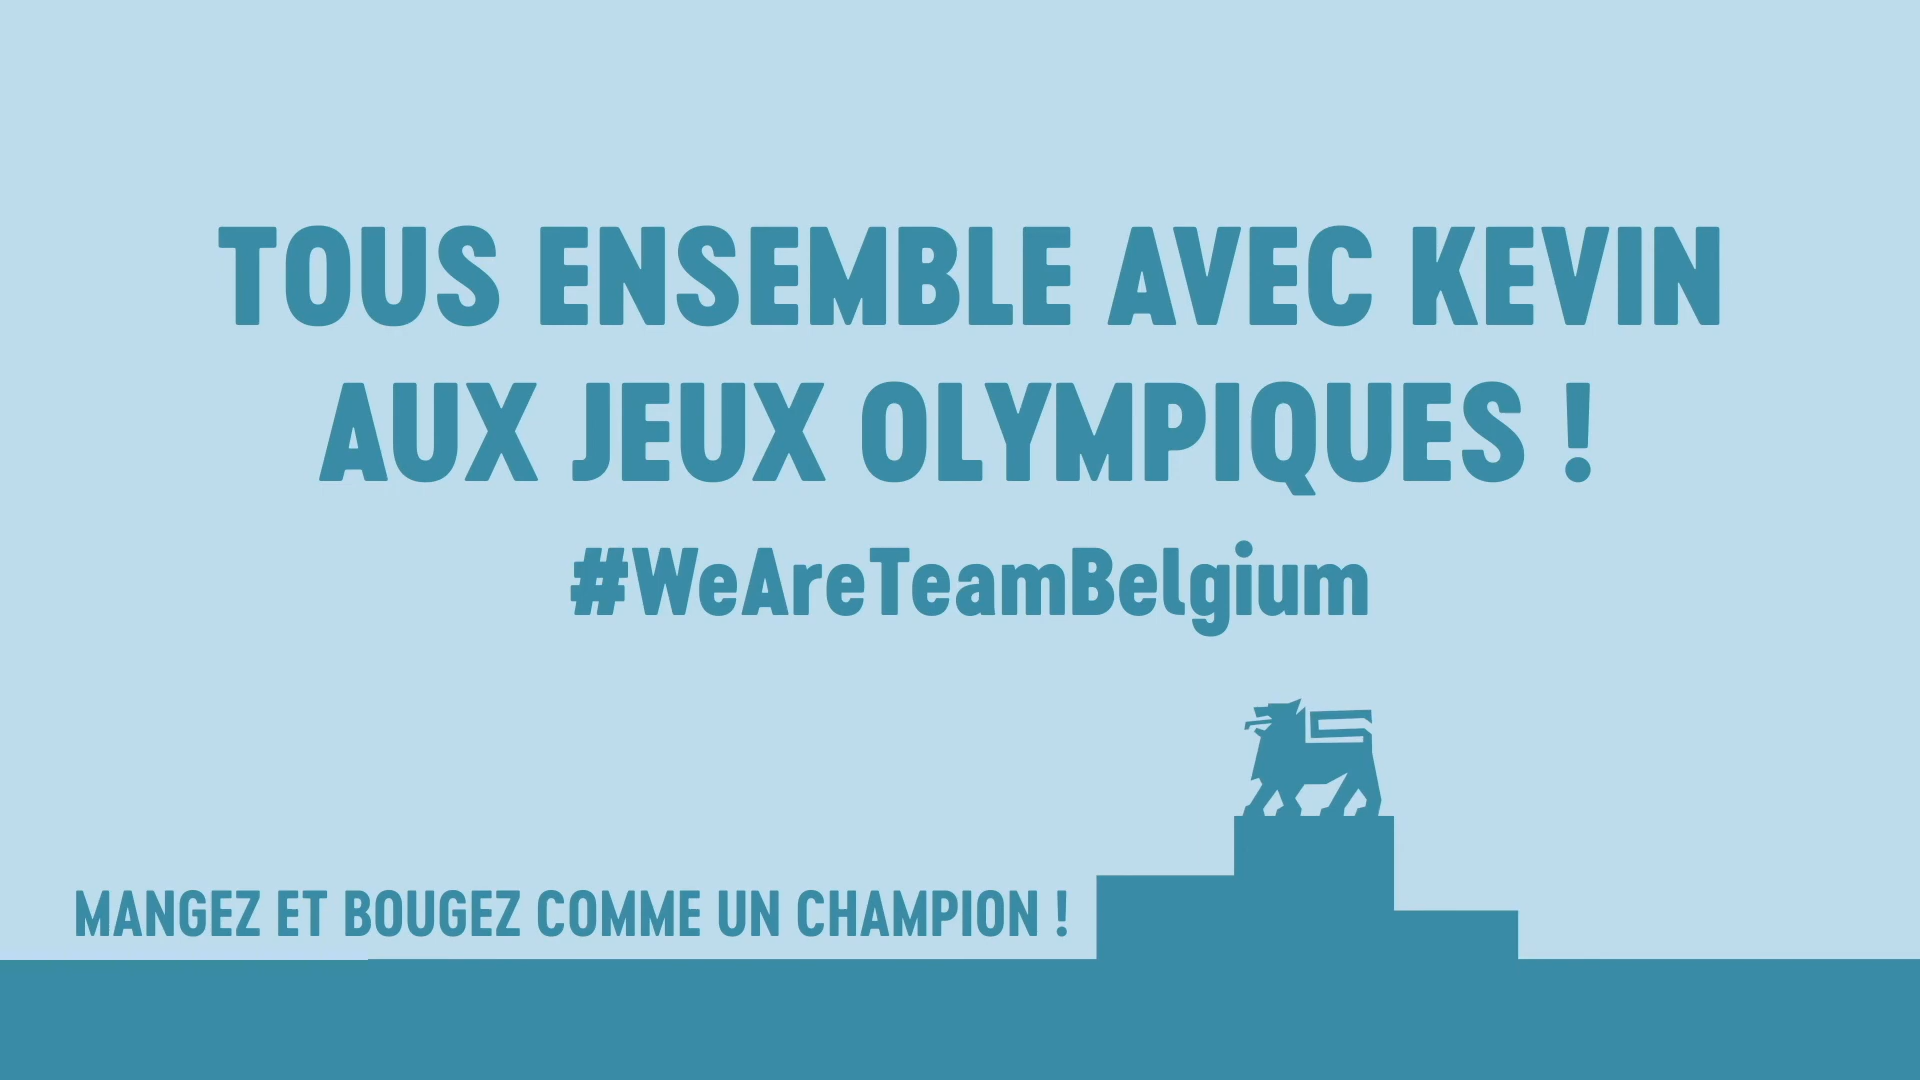 TOUS ENSEMBLE AVEC KEVIN
AUX JEUX OLYMPIQUES !
#WeAreTeamBelgium
MANGEZ ET BOUGEZ COMME UN CHAMPION !